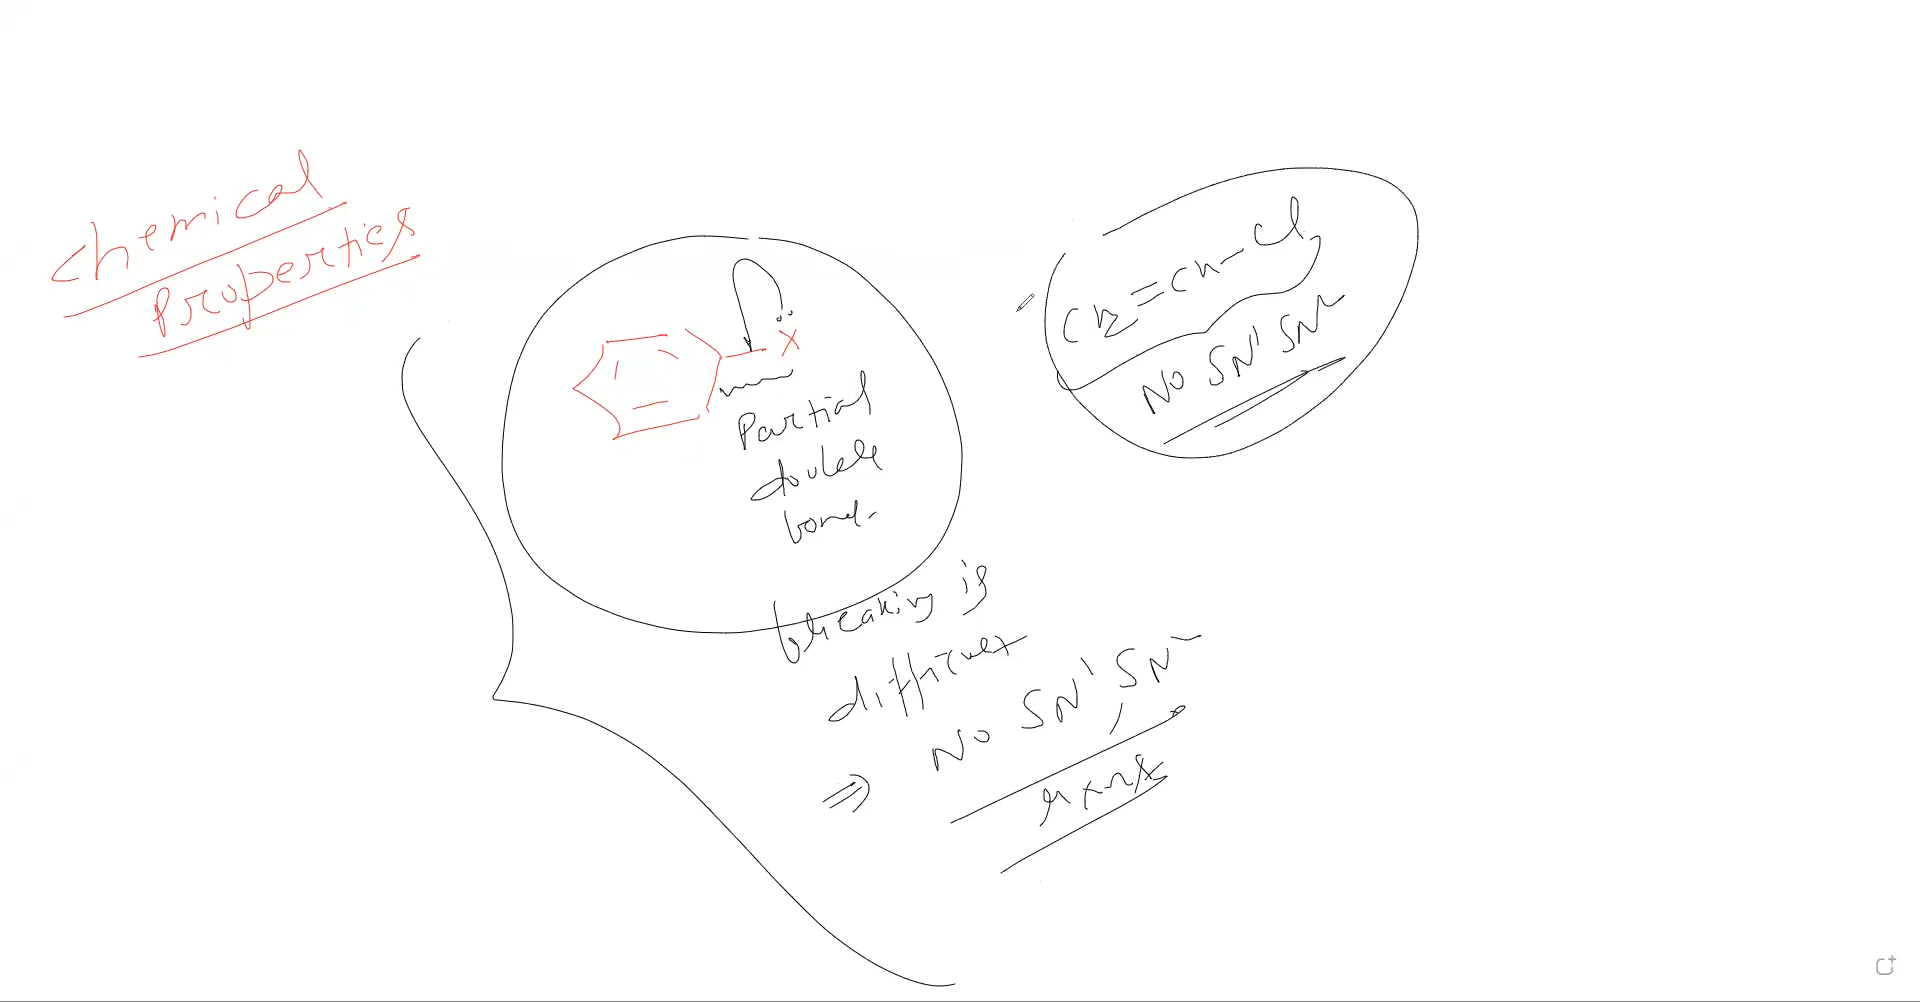 Chemical
Properties
X
Partial
double
bond.
breaking is
difficult
⇒ No SN1, SN2
rxns
CH2=CH-Cl
No SN1 SN2